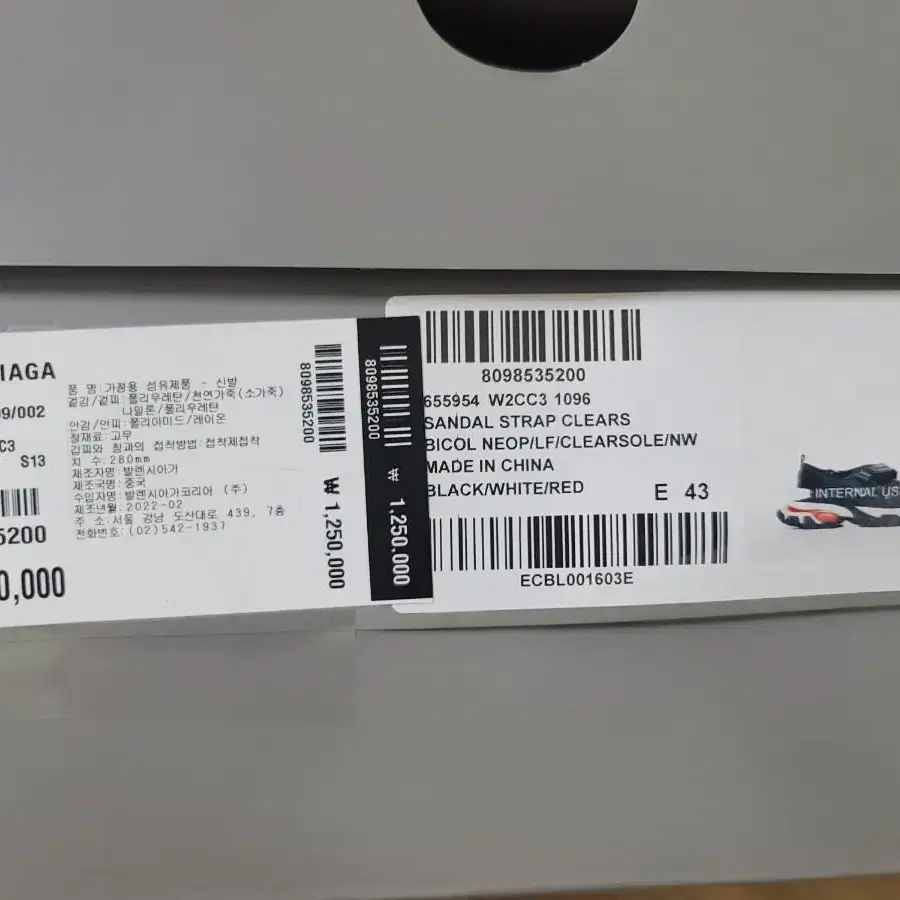 IAGA
09/002
C3
S13
5200
0,000
품 명:가정용 섬유제품 - 신발
겉감/겉피:폴리우레탄/천연가죽(소가죽)
나일론/폴리우레탄
안감/안피:폴리아미드/레이온
창재료:고무
갑피와 창과의 접착방법:접착제접착
치 수:280mm
제조자명:발렌시아가
제조국명:중국
수입자명:발렌시아가코리아 (주)
제조년월:2022-02
주 소:서울 강남 도산대로 439, 7층
전화번호:(02)542-1937
8098535200
₩ 1,250,000
8098535200
₩ 1,250,000
8098535200
655954 W2CC3 1096
SANDAL STRAP CLEARS
BICOL NEOP/LF/CLEARSOLE/NW
MADE IN CHINA
BLACK/WHITE/RED
E 43
ECBL001603E
INTERNAL US